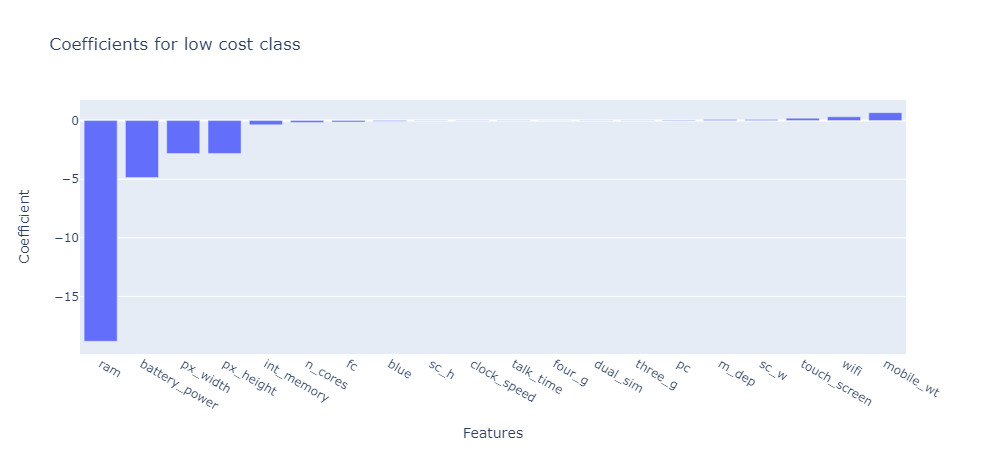 Coefficients for low cost class
0
−5
−10
−15
Coefficient
ram
battery_power
px_width
px_height
int_memory
n_cores
fc
blue
sc_h
clock_speed
talk_time
four_g
dual_sim
three_g
pc
m_dep
sc_w
touch_screen
wifi
mobile_wt
Features